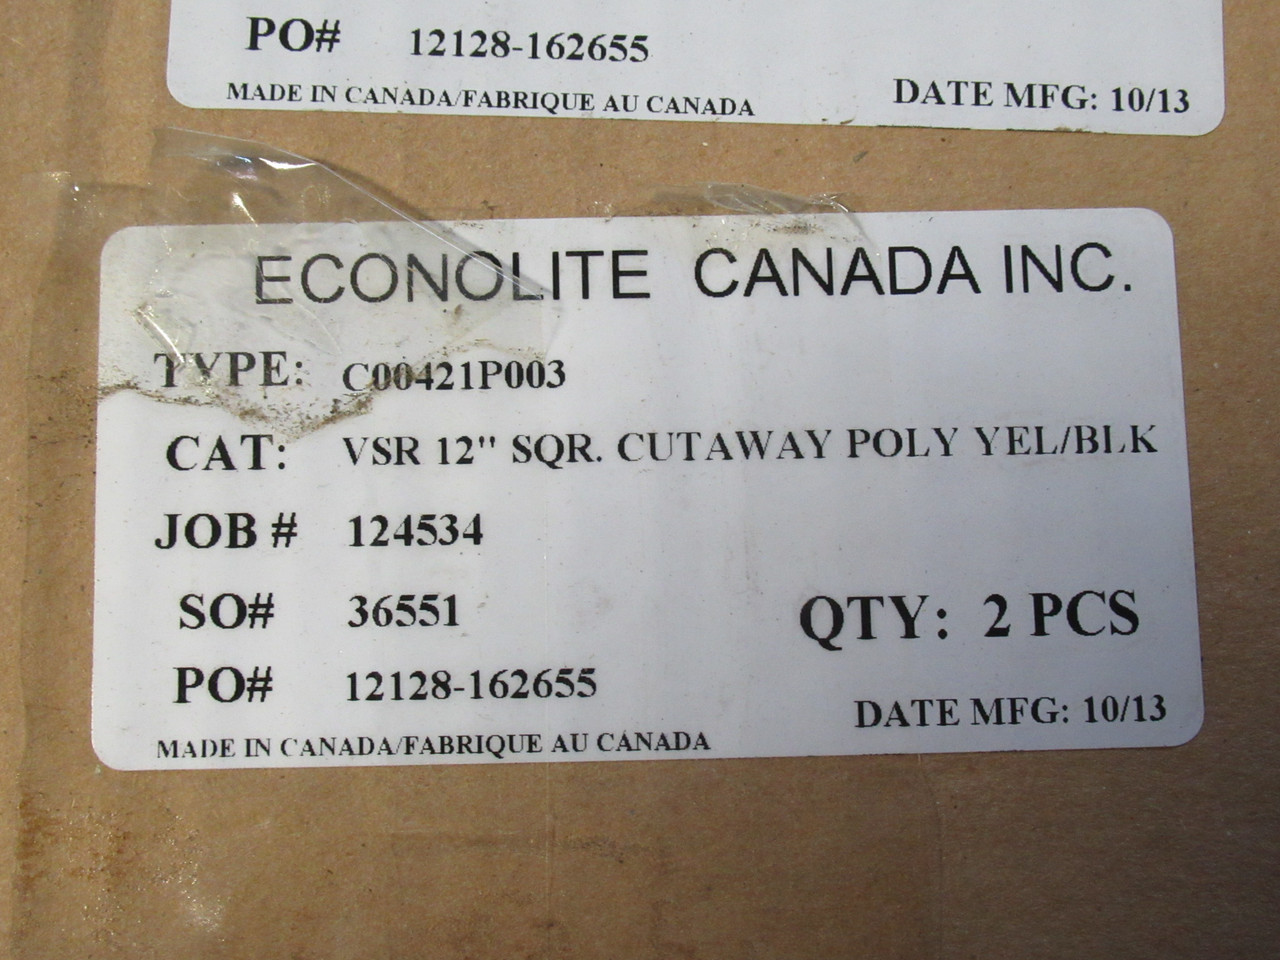 PO# 12128-162655
MADE IN CANADA/FABRIQUE AU CANADA
DATE MFG: 10/13
ECONOLITE CANADA INC.
TYPE: C00421P003
CAT: VSR 12" SQR. CUTAWAY POLY YEL/BLK
JOB # 124534
SO# 36551
QTY: 2 PCS
PO# 12128-162655
DATE MFG: 10/13
MADE IN CANADA/FABRIQUE AU CANADA